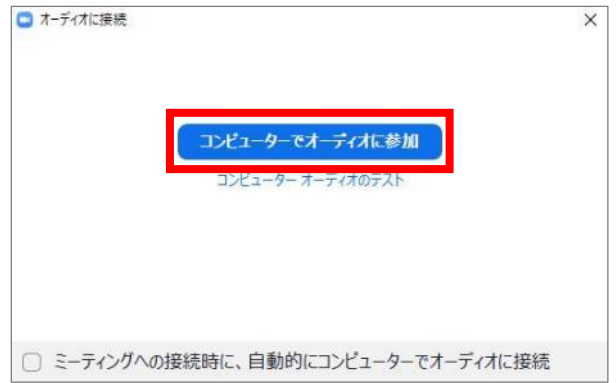 オーディオに接続
コンピューターでオーディオに参加
コンピューター オーディオのテスト
ミーティングへの接続時に、自動的にコンピューターでオーディオに接続